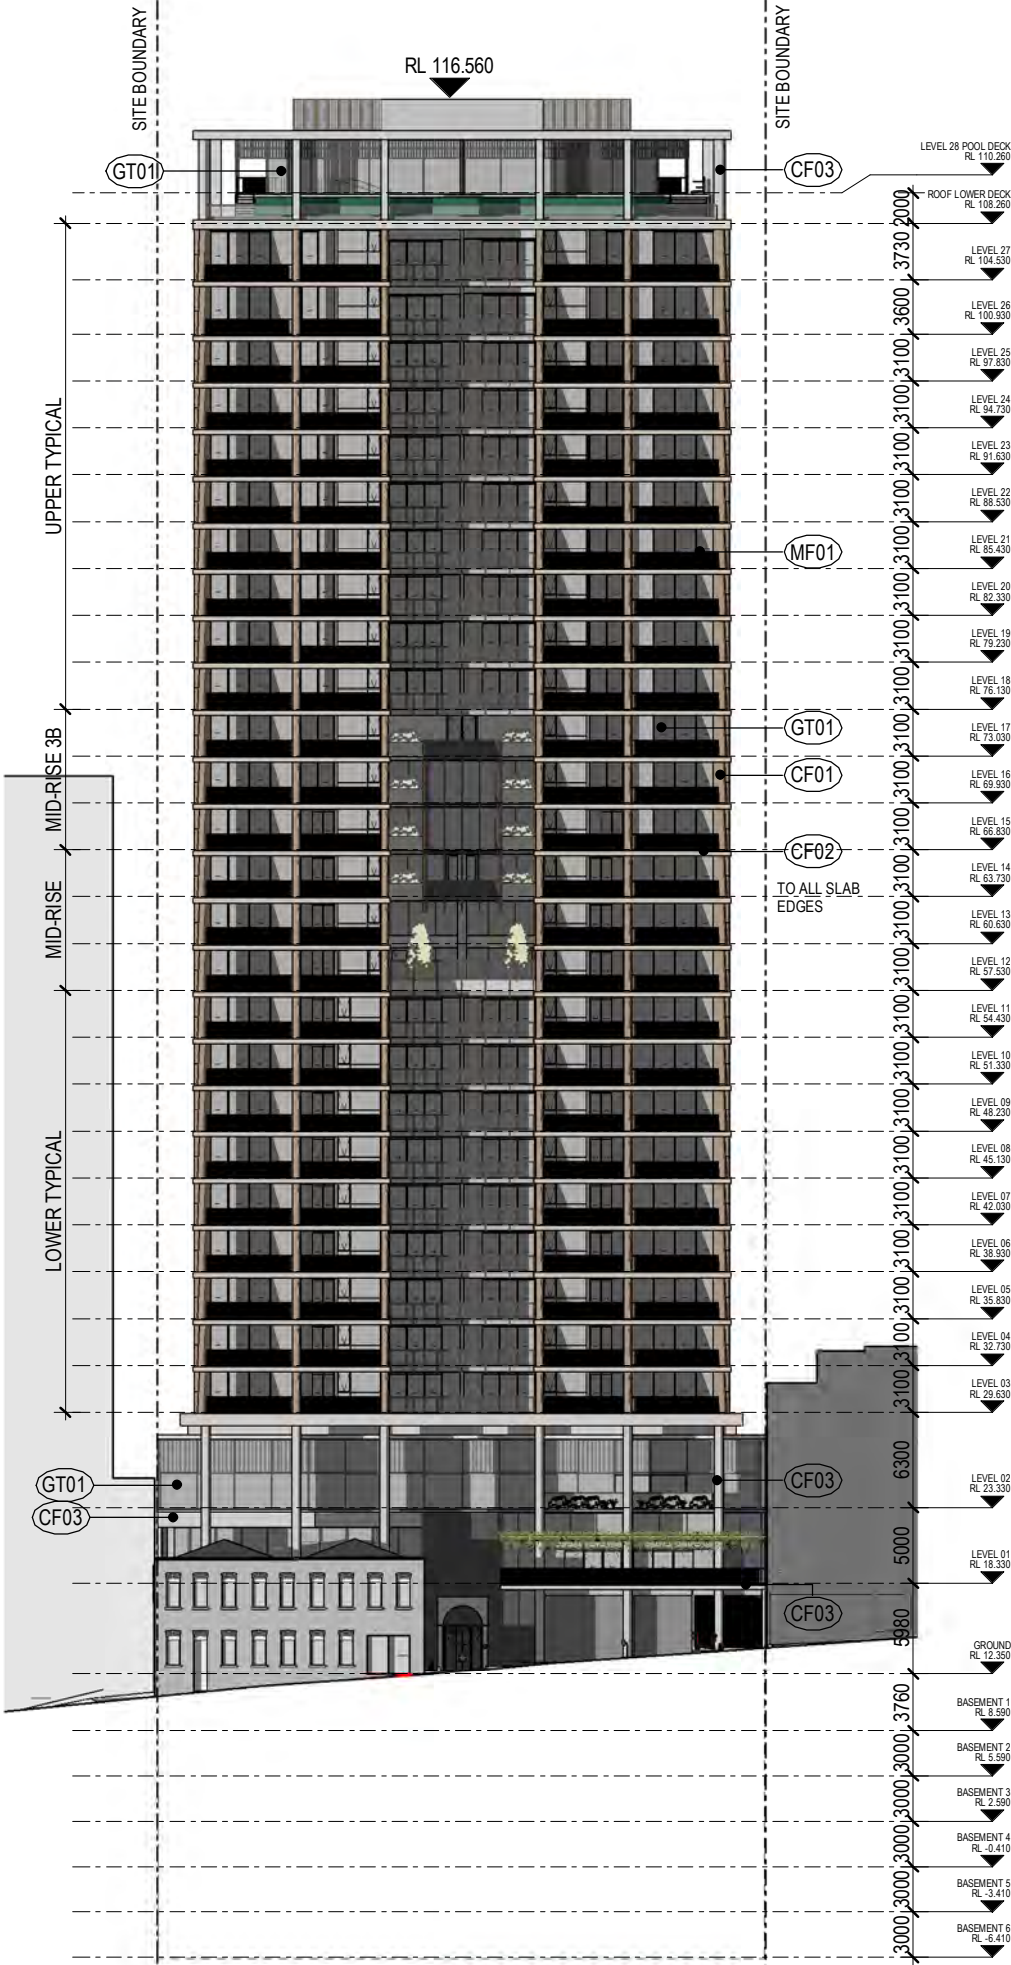 SITE BOUNDARY
SITE BOUNDARY
RL 116.560
GT01
CF03
LEVEL 28 POOL DECK
RL 110.260
2000
ROOF LOWER DECK
RL 108.260
3730
LEVEL 27
RL 104.530
3600
LEVEL 26
RL 100.930
3100
LEVEL 25
RL 97.830
3100
LEVEL 24
RL 94.730
3100
LEVEL 23
RL 91.630
3100
LEVEL 22
RL 88.530
UPPER TYPICAL
3100
LEVEL 21
RL 85.430
MF01
3100
LEVEL 20
RL 82.330
3100
LEVEL 19
RL 79.230
3100
LEVEL 18
RL 76.130
3100
LEVEL 17
RL 73.030
GT01
3100
LEVEL 16
RL 69.930
CF01
MID-RISE 3B
3100
LEVEL 15
RL 66.830
CF02
TO ALL SLAB
EDGES
3100
LEVEL 14
RL 63.730
MID-RISE
3100
LEVEL 13
RL 60.630
3100
LEVEL 12
RL 57.530
3100
LEVEL 11
RL 54.430
3100
LEVEL 10
RL 51.330
3100
LEVEL 09
RL 48.230
3100
LEVEL 08
RL 45.130
LOWER TYPICAL
3100
LEVEL 07
RL 42.030
3100
LEVEL 06
RL 38.930
3100
LEVEL 05
RL 35.830
3100
LEVEL 04
RL 32.730
3100
LEVEL 03
RL 29.630
6300
LEVEL 02
RL 23.330
GT01
CF03
CF03
5000
LEVEL 01
RL 18.330
CF03
5980
GROUND
RL 12.350
3760
BASEMENT 1
RL 8.590
3000
BASEMENT 2
RL 5.590
3000
BASEMENT 3
RL 2.590
3000
BASEMENT 4
RL -0.410
3000
BASEMENT 5
RL -3.410
3000
BASEMENT 6
RL -6.410